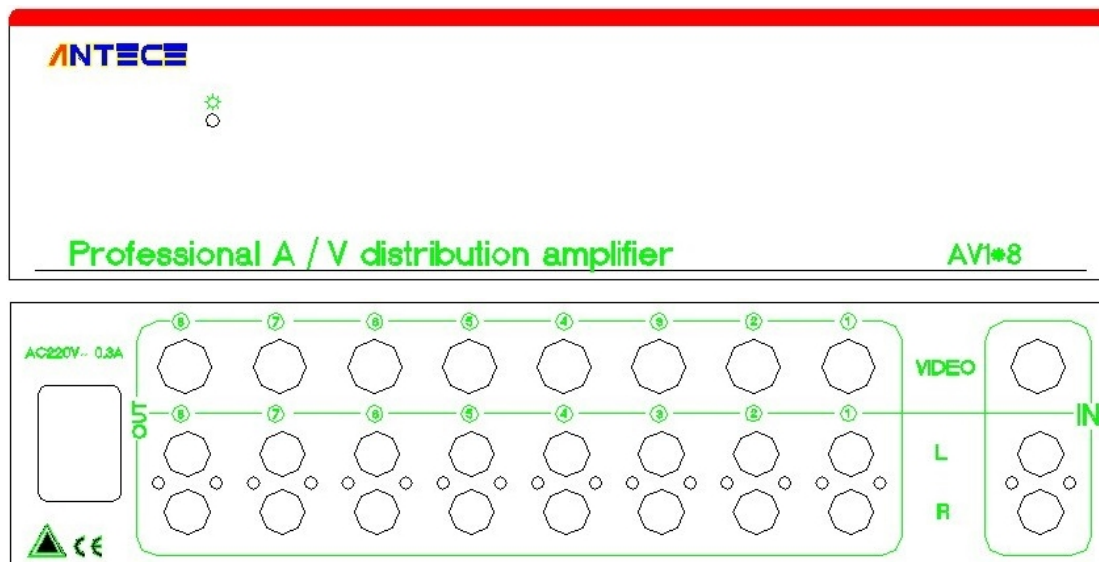 ANTECE
Professional A / V distribution amplifier
AV1*8
8 7 6 5 4 3 2 1
AC220V~ 0.3A
VIDEO
OUT
8 7 6 5 4 3 2 1
IN
L
R
CE